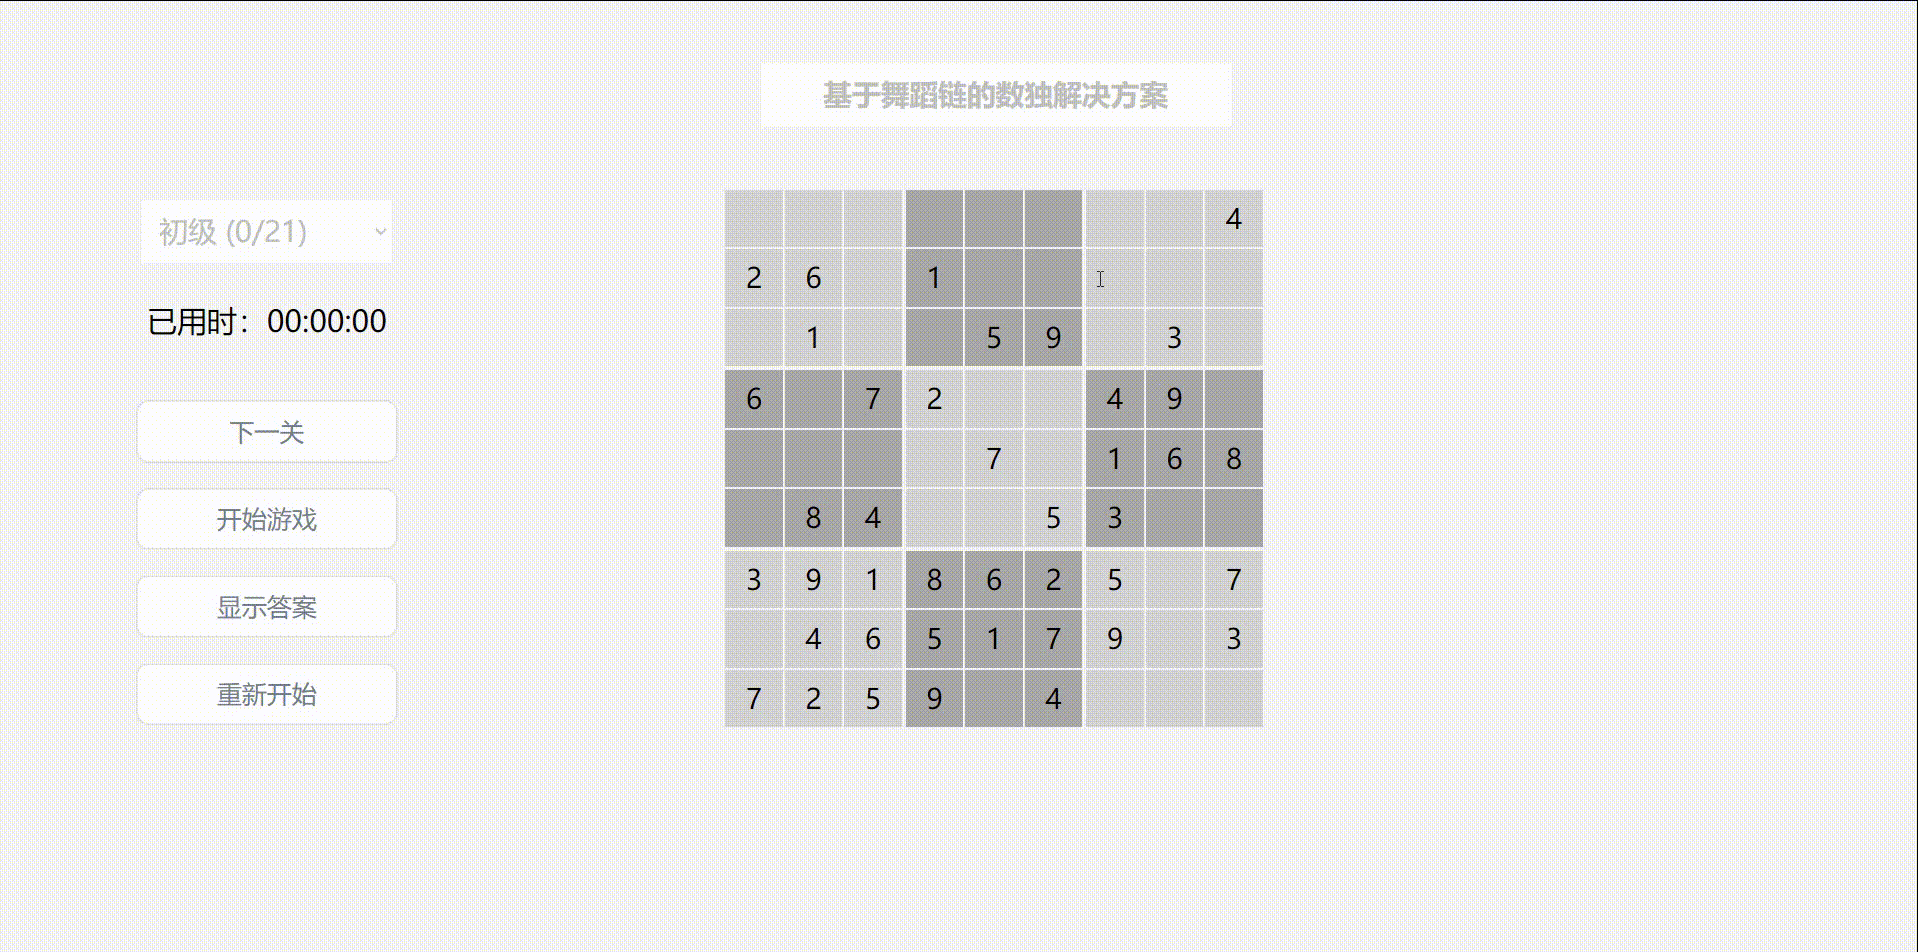 基于舞蹈链的数独解决方案
初级 (0/21)
已用时：00:00:00
下一关
开始游戏
显示答案
重新开始
4
2 6 1
1 5 9 3
6 7 2 4 9
7 1 6 8
8 4 5 3
3 9 1 8 6 2 5 7
4 6 5 1 7 9 3
7 2 5 9 4